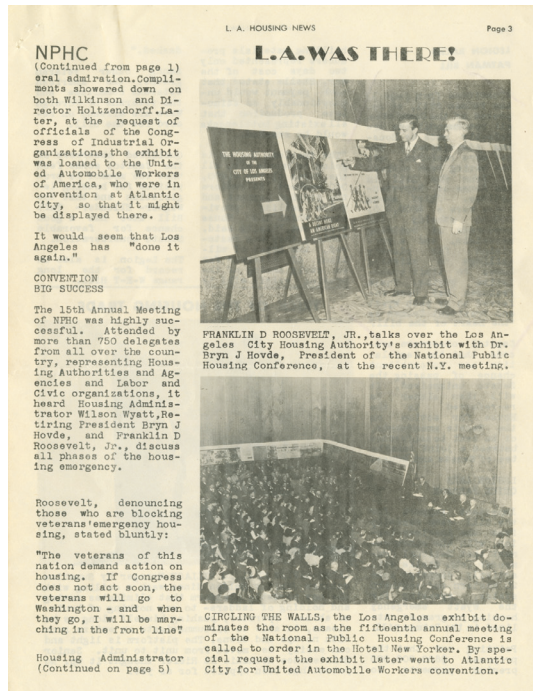 L. A. HOUSING NEWS
Page 3
NPHC
(Continued from page 1)
eral admiration.Compli-
ments showered down on
both Wilkinson and Di-
rector Holtzendorff.La-
ter, at the request of
officials of the Cong-
ress of Industrial Or-
ganizations,the exhibit
was loaned to the Unit-
ed Automobile Workers
of America, who were in
convention at Atlantic
City, so that it might
be displayed there.
It would seem that Los
Angeles has "done it
again."
CONVENTION
BIG SUCCESS
The 15th Annual Meeting
of NPHC was highly suc-
cessful. Attended by
more than 750 delegates
from all over the coun-
try, representing Hous-
ing Authorities and Ag-
encies and Labor and
Civic organizations, it
heard Housing Adminis-
trator Wilson Wyatt,Re-
tiring President Bryn J
Hovde, and Franklin D
Roosevelt, Jr., discuss
all phases of the hous-
ing emergency.
Roosevelt, denouncing
those who are blocking
veterans'emergency hou-
sing, stated bluntly:
"The veterans of this
nation demand action on
housing. If Congress
does not act soon, the
veterans will go to
Washington - and when
they go, I will be mar-
ching in the front line"
Housing Administrator
(Continued on page 5)
L.A.WAS THERE!
THE HOUSING AUTHORITY
OF THE
CITY OF LOS ANGELES
PRESENTS
A DECENT HOME
AN AMERICAN RIGHT
FRANKLIN D ROOSEVELT, JR.,talks over the Los An-
geles City Housing Authority's exhibit with Dr.
Bryn J Hovde, President of the National Public
Housing Conference, at the recent N.Y. meeting.
CIRCLING THE WALLS, the Los Angeles exhibit do-
minates the room as the fifteenth annual meeting
of the National Public Housing Conference is
called to order in the Hotel New Yorker. By spe-
cial request, the exhibit later went to Atlantic
City for United Automobile Workers convention.